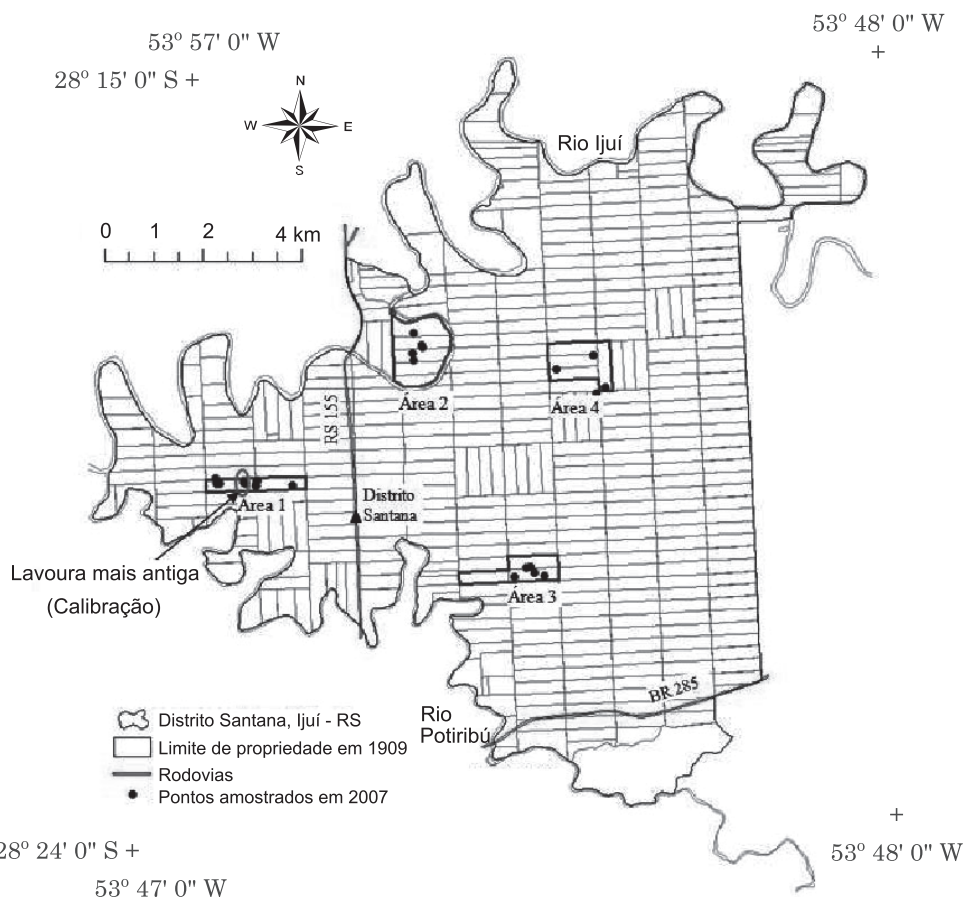 53º 48' 0" W
+
53º 57' 0" W
28º 15' 0" S +
N
W
E
S
Rio Ijuí
0 1 2 4 km
RS 155
Área 2
Área 4
Área 1
Distrito
Santana
Lavoura mais antiga
(Calibração)
Área 3
BR 285
Rio
Potiribú
Distrito Santana, Ijuí - RS
Limite de propriedade em 1909
Rodovias
Pontos amostrados em 2007
+
28º 24' 0" S +
53º 48' 0" W
53º 47' 0" W